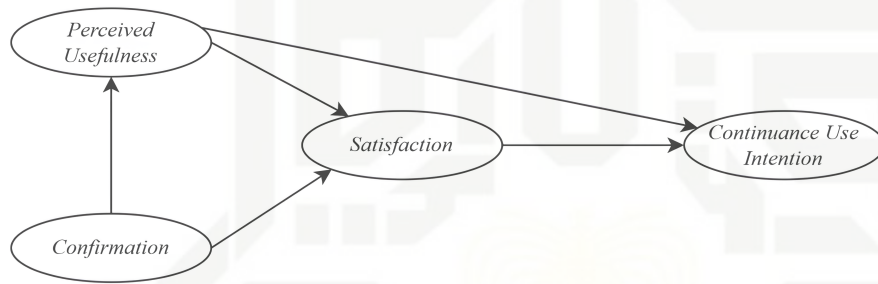 Perceived
Usefulness
Satisfaction
Continuance Use
Intention
Confirmation